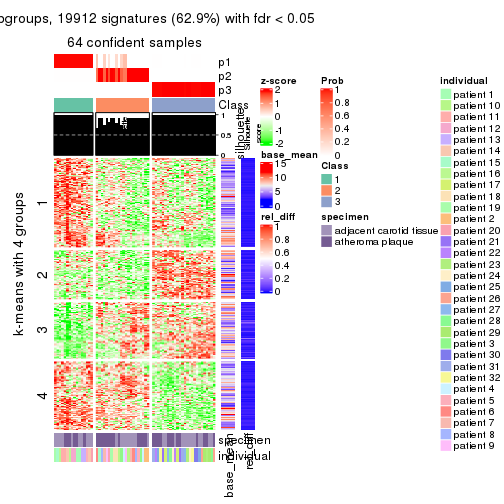 ogroups, 19912 signatures (62.9%) with fdr < 0.05
64 confident samples
p1
p2
p3
Class
1
0.5
0
silhouette
silhouette
score
k-means with 4 groups
1
2
3
4
specimen
individual
base_mean
rel_diff
z-score
2
1
0
-1
-2
base_mean
15
10
5
0
rel_diff
1
0.8
0.6
0.4
0.2
0
Prob
1
0.8
0.6
0.4
0.2
0
Class
1
2
3
specimen
adjacent carotid tissue
atheroma plaque
individual
patient 1
patient 10
patient 11
patient 12
patient 13
patient 14
patient 15
patient 16
patient 17
patient 18
patient 19
patient 2
patient 20
patient 21
patient 22
patient 23
patient 24
patient 25
patient 26
patient 27
patient 28
patient 29
patient 3
patient 30
patient 31
patient 32
patient 4
patient 5
patient 6
patient 7
patient 8
patient 9